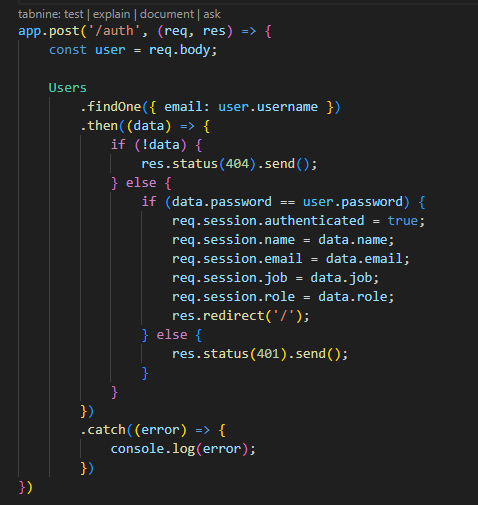 tabnine: test | explain | document | ask
app.post('/auth', (req, res) => {
    const user = req.body;

    Users
        .findOne({ email: user.username })
        .then((data) => {
            if (!data) {
                res.status(404).send();
            } else {
                if (data.password == user.password) {
                    req.session.authenticated = true;
                    req.session.name = data.name;
                    req.session.email = data.email;
                    req.session.job = data.job;
                    req.session.role = data.role;
                    res.redirect('/');
                } else {
                    res.status(401).send();
                }
            }
        })
        .catch((error) => {
            console.log(error);
        })
})